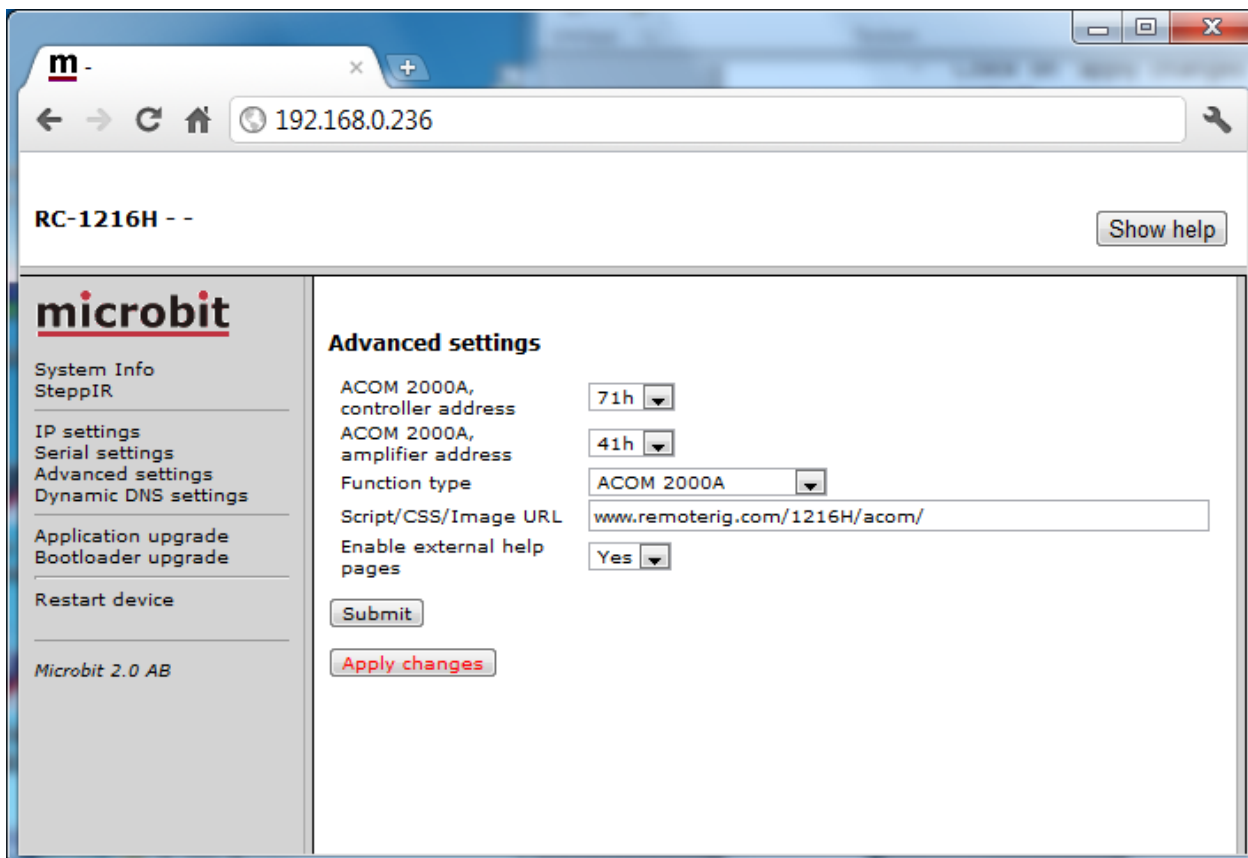 m -
192.168.0.236
RC-1216H - -
Show help
microbit
System Info
SteppIR
IP settings
Serial settings
Advanced settings
Dynamic DNS settings
Application upgrade
Bootloader upgrade
Restart device
Microbit 2.0 AB
Advanced settings
ACOM 2000A,
controller address
71h
ACOM 2000A,
amplifier address
41h
Function type
ACOM 2000A
Script/CSS/Image URL
www.remoterig.com/1216H/acom/
Enable external help
pages
Yes
Submit
Apply changes